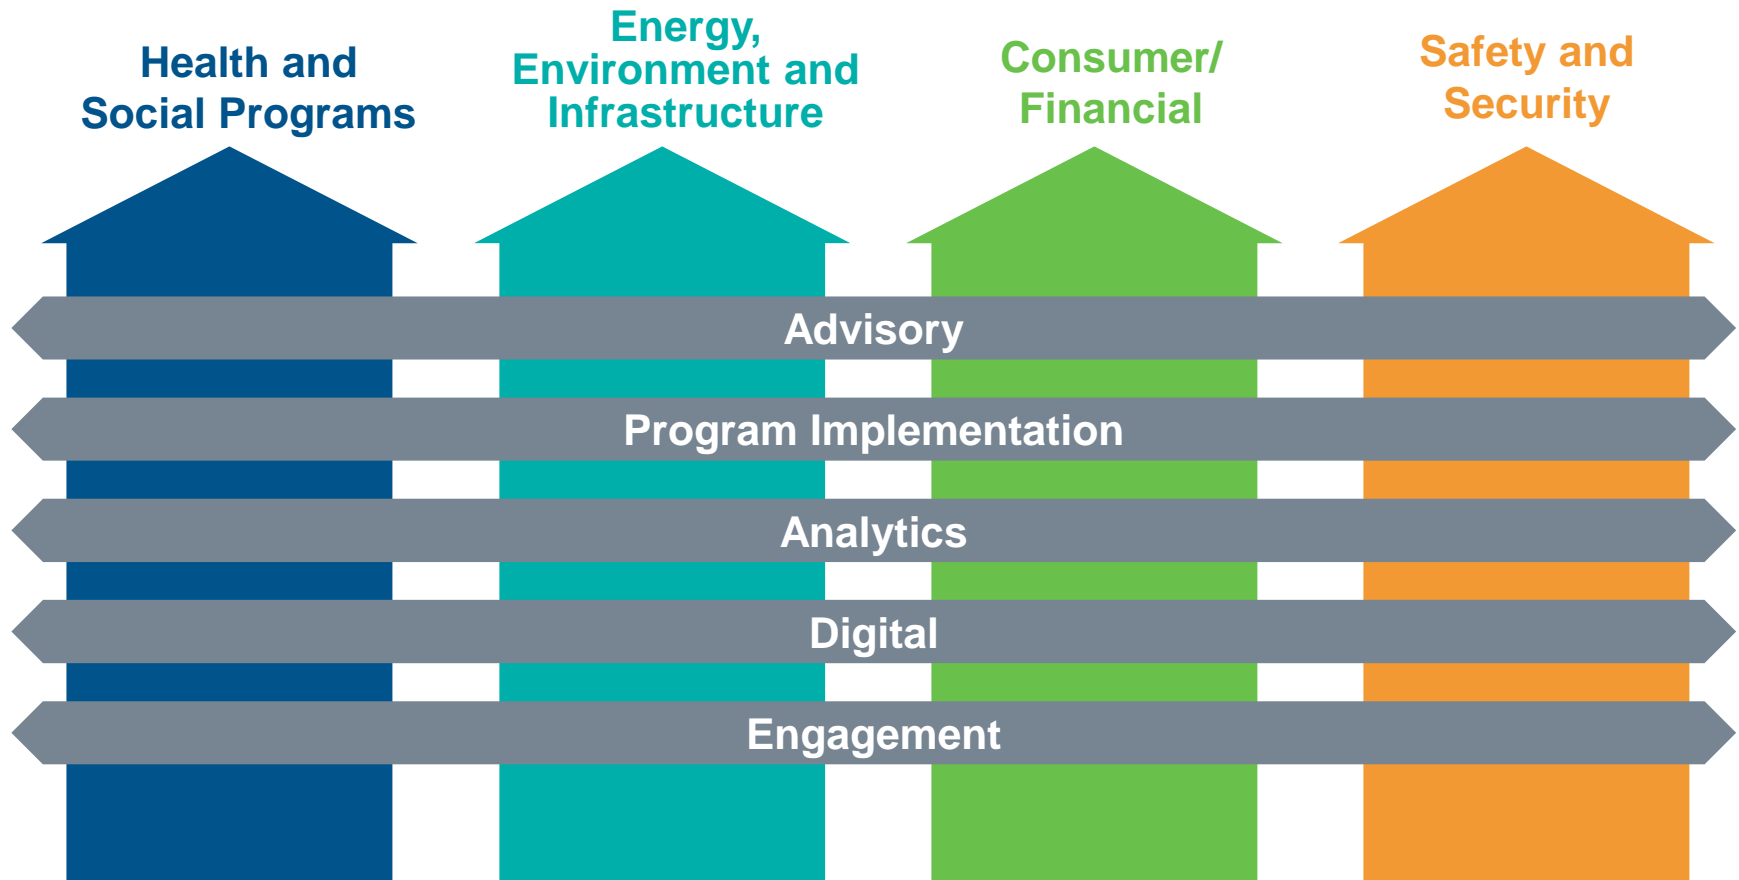 Health and
Social Programs
Energy,
Environment and
Infrastructure
Consumer/
Financial
Safety and
Security
Advisory
Program Implementation
Analytics
Digital
Engagement